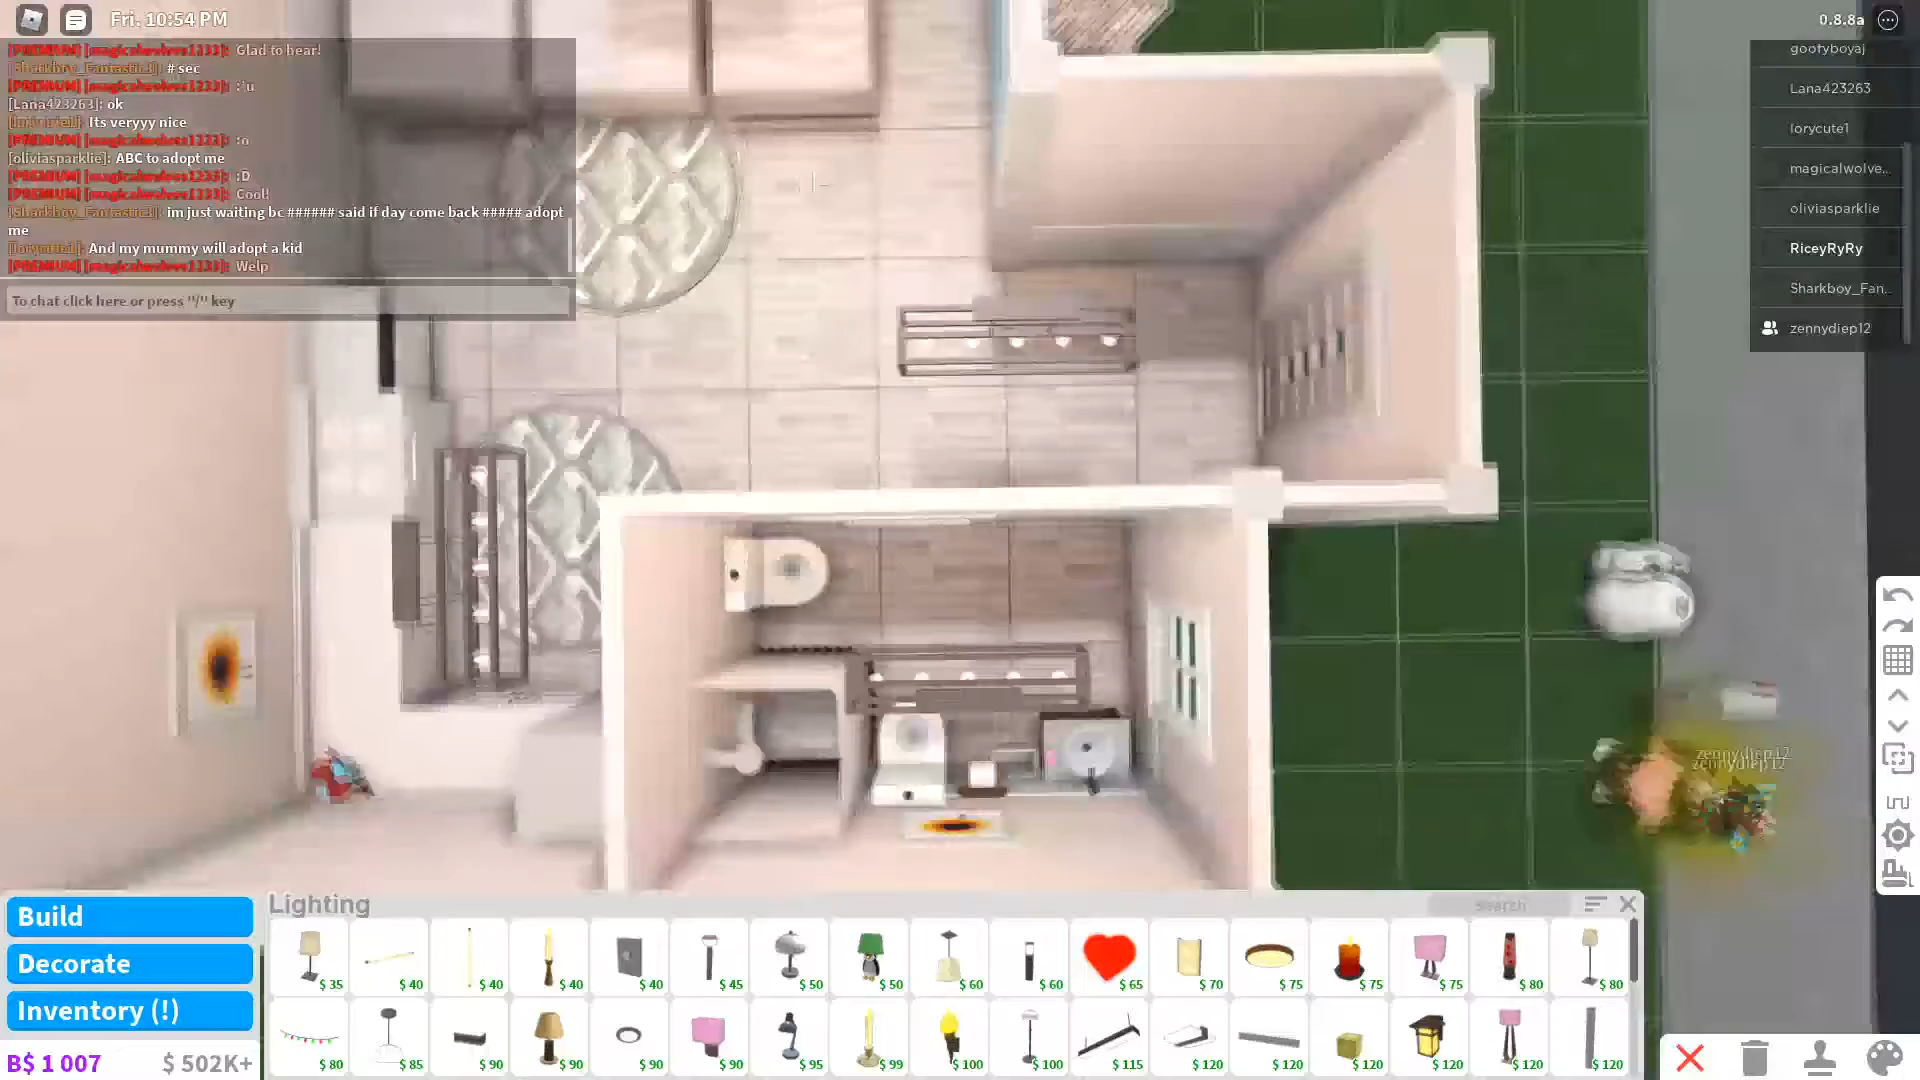 Fri. 10:54 PM
0.8.8a
[PREMIUM] [magicalwolves1233]: Glad to hear!
[Sharkboy_Fantastic3]: # sec
[PREMIUM] [magicalwolves1233]: :'u
[Lana423263]: ok
[lorycute1]: Its veryyy nice
[PREMIUM] [magicalwolves1233]: :o
[oliviasparklie]: ABC to adopt me
[PREMIUM] [magicalwolves1233]: :D
[PREMIUM] [magicalwolves1233]: Cool!
[Sharkboy_Fantastic3]: im just waiting bc ###### said if day come back ##### adopt
me
[lorycute1]: And my mummy will adopt a kid
[PREMIUM] [magicalwolves1233]: Welp
To chat click here or press "/" key
goofyboyaj
Lana423263
lorycute1
magicalwolve..
oliviasparklie
RiceyRyRy
Sharkboy_Fan..
zennydiep12
zennydiep12
zennydiep12
Build
Decorate
Inventory (!)
B$ 1 007
$ 502K+
Lighting
Search
$ 35
$ 40
$ 40
$ 40
$ 40
$ 45
$ 50
$ 50
$ 60
$ 60
$ 65
$ 70
$ 75
$ 75
$ 75
$ 80
$ 80
$ 80
$ 85
$ 90
$ 90
$ 90
$ 90
$ 95
$ 99
$ 100
$ 100
$ 115
$ 120
$ 120
$ 120
$ 120
$ 120
$ 120